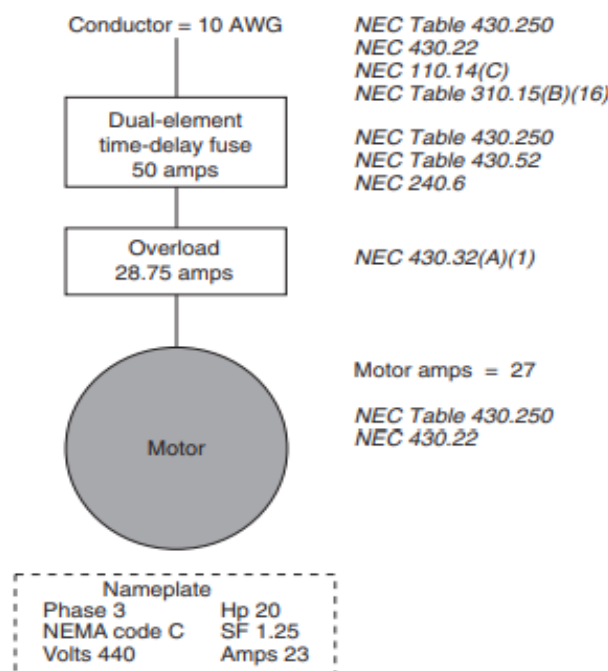 Conductor = 10 AWG
NEC Table 430.250
NEC 430.22
NEC 110.14(C)
NEC Table 310.15(B)(16)
Dual-element
time-delay fuse
50 amps
NEC Table 430.250
NEC Table 430.52
NEC 240.6
Overload
28.75 amps
NEC 430.32(A)(1)
Motor
Motor amps = 27
NEC Table 430.250
NEC 430.22
Nameplate
Phase 3 Hp 20
NEMA code C SF 1.25
Volts 440 Amps 23